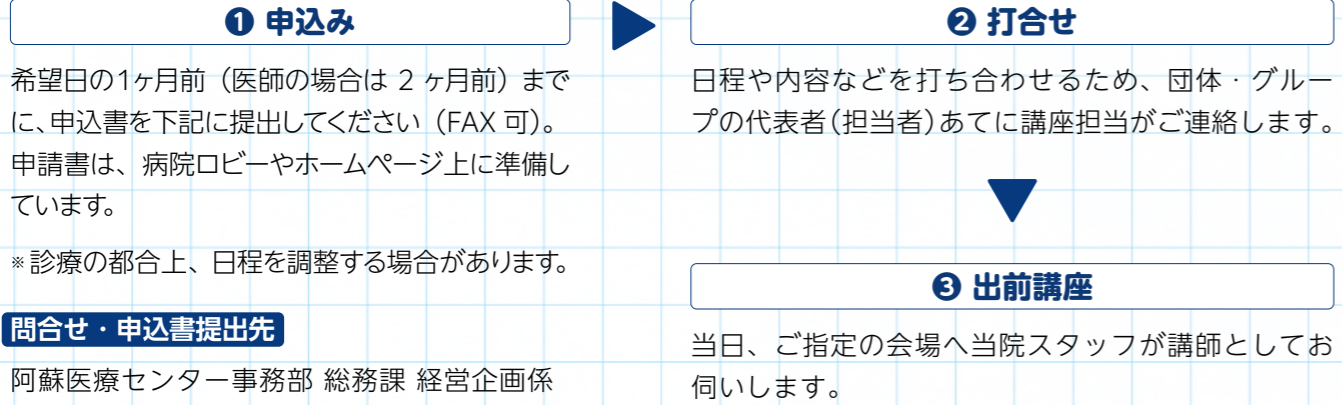 ❶ 申込み
希望日の1ヶ月前（医師の場合は 2 ヶ月前）まで
に、申込書を下記に提出してください（FAX 可）。
申請書は、病院ロビーやホームページ上に準備し
ています。
※診療の都合上、日程を調整する場合があります。
問合せ・申込書提出先
阿蘇医療センター事務部 総務課 経営企画係
❷ 打合せ
日程や内容などを打ち合わせるため、団体・グルー
プの代表者（担当者）あてに講座担当がご連絡します。
❸ 出前講座
当日、ご指定の会場へ当院スタッフが講師としてお
伺いします。